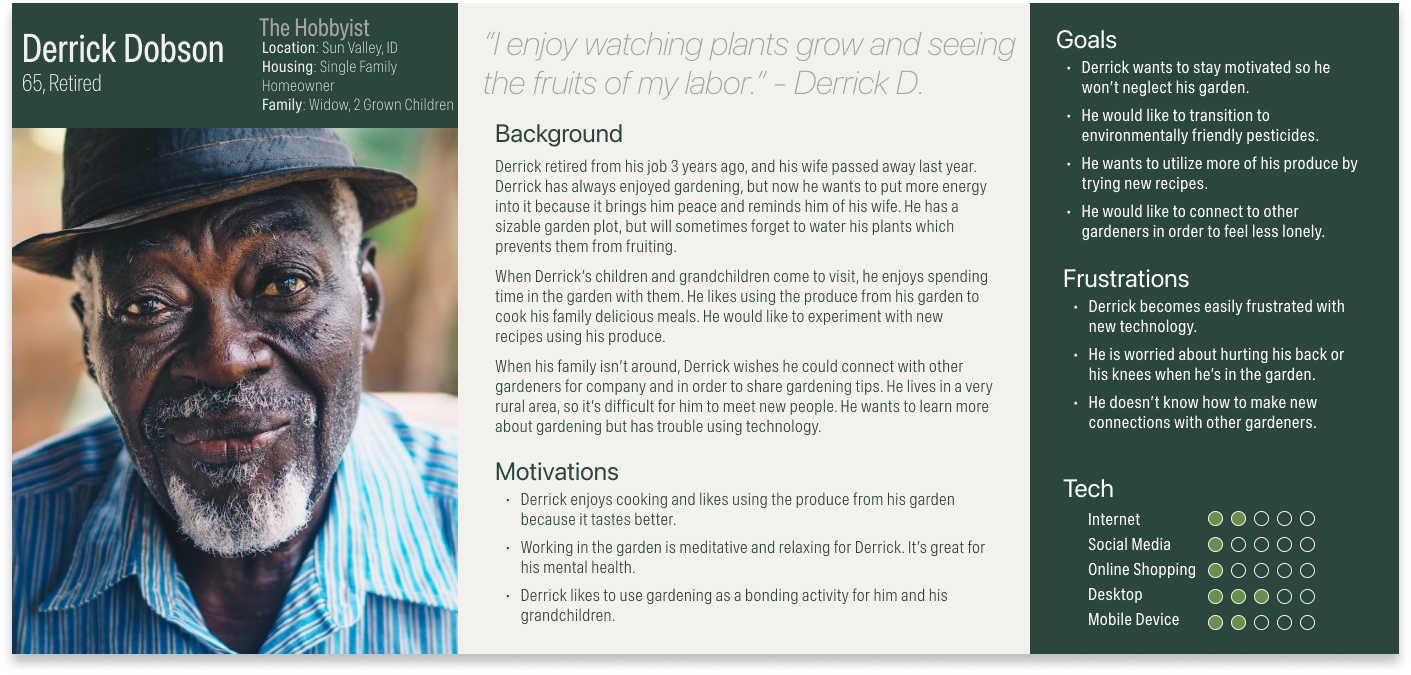 Derrick Dobson
65, Retired
The Hobbyist
Location: Sun Valley, ID
Housing: Single Family
Homeowner
Family: Widow, 2 Grown Children
“I enjoy watching plants grow and seeing
the fruits of my labor.” - Derrick D.
Background
Derrick retired from his job 3 years ago, and his wife passed away last year.
Derrick has always enjoyed gardening, but now he wants to put more energy
into it because it brings him peace and reminds him of his wife. He has a
sizable garden plot, but will sometimes forget to water his plants which
prevents them from fruiting.
When Derrick’s children and grandchildren come to visit, he enjoys spending
time in the garden with them. He likes using the produce from his garden to
cook his family delicious meals. He would like to experiment with new
recipes using his produce.
When his family isn’t around, Derrick wishes he could connect with other
gardeners for company and in order to share gardening tips. He lives in a very
rural area, so it’s difficult for him to meet new people. He wants to learn more
about gardening but has trouble using technology.
Motivations
• Derrick enjoys cooking and likes using the produce from his garden
because it tastes better.
• Working in the garden is meditative and relaxing for Derrick. It’s great for
his mental health.
• Derrick likes to use gardening as a bonding activity for him and his
grandchildren.
Goals
• Derrick wants to stay motivated so he
won’t neglect his garden.
• He would like to transition to
environmentally friendly pesticides.
• He wants to utilize more of his produce by
trying new recipes.
• He would like to connect to other
gardeners in order to feel less lonely.
Frustrations
• Derrick becomes easily frustrated with
new technology.
• He is worried about hurting his back or
his knees when he’s in the garden.
• He doesn’t know how to make new
connections with other gardeners.
Tech
Internet
Social Media
Online Shopping
Desktop
Mobile Device